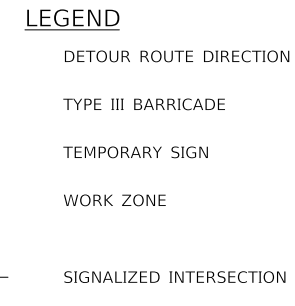 LEGEND
DETOUR ROUTE DIRECTION
TYPE III BARRICADE
TEMPORARY SIGN
WORK ZONE
SIGNALIZED INTERSECTION